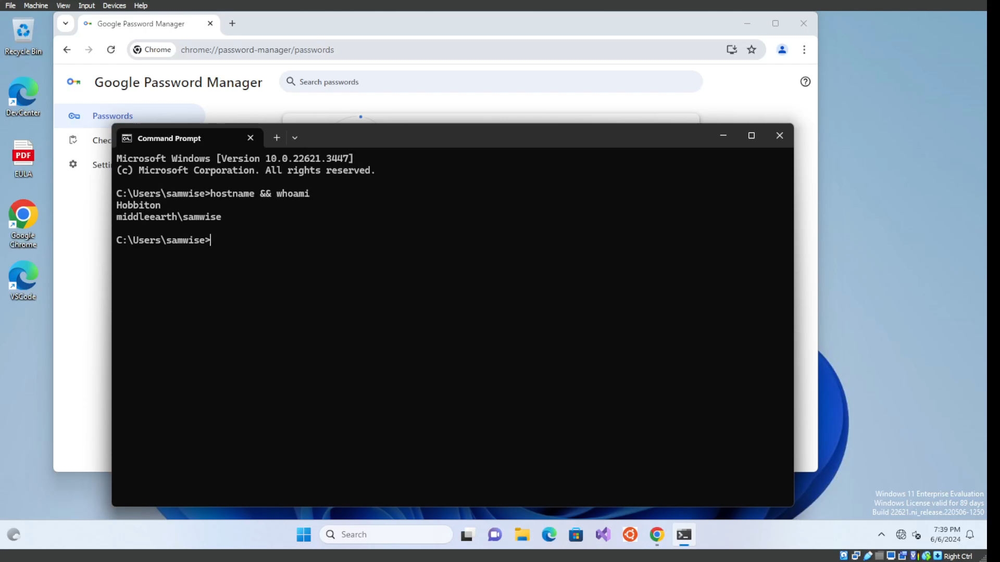 File Machine View Input Devices Help
Google Password Manager
Recycle Bin
Chrome chrome://password-manager/passwords
Google Password Manager
Search passwords
DevCenter
Passwords
Chec
Command Prompt
PDF
EULA
Setti
Microsoft Windows [Version 10.0.22621.3447]
(c) Microsoft Corporation. All rights reserved.
C:\Users\samwise>hostname && whoami
Hobbiton
middleearth\samwise
C:\Users\samwise>
Google
Chrome
VSCode
Windows 11 Enterprise Evaluation
Windows License valid for 89 days
Build 22621.ni_release.220506-1250
Search
7:39 PM
6/6/2024
Right Ctrl